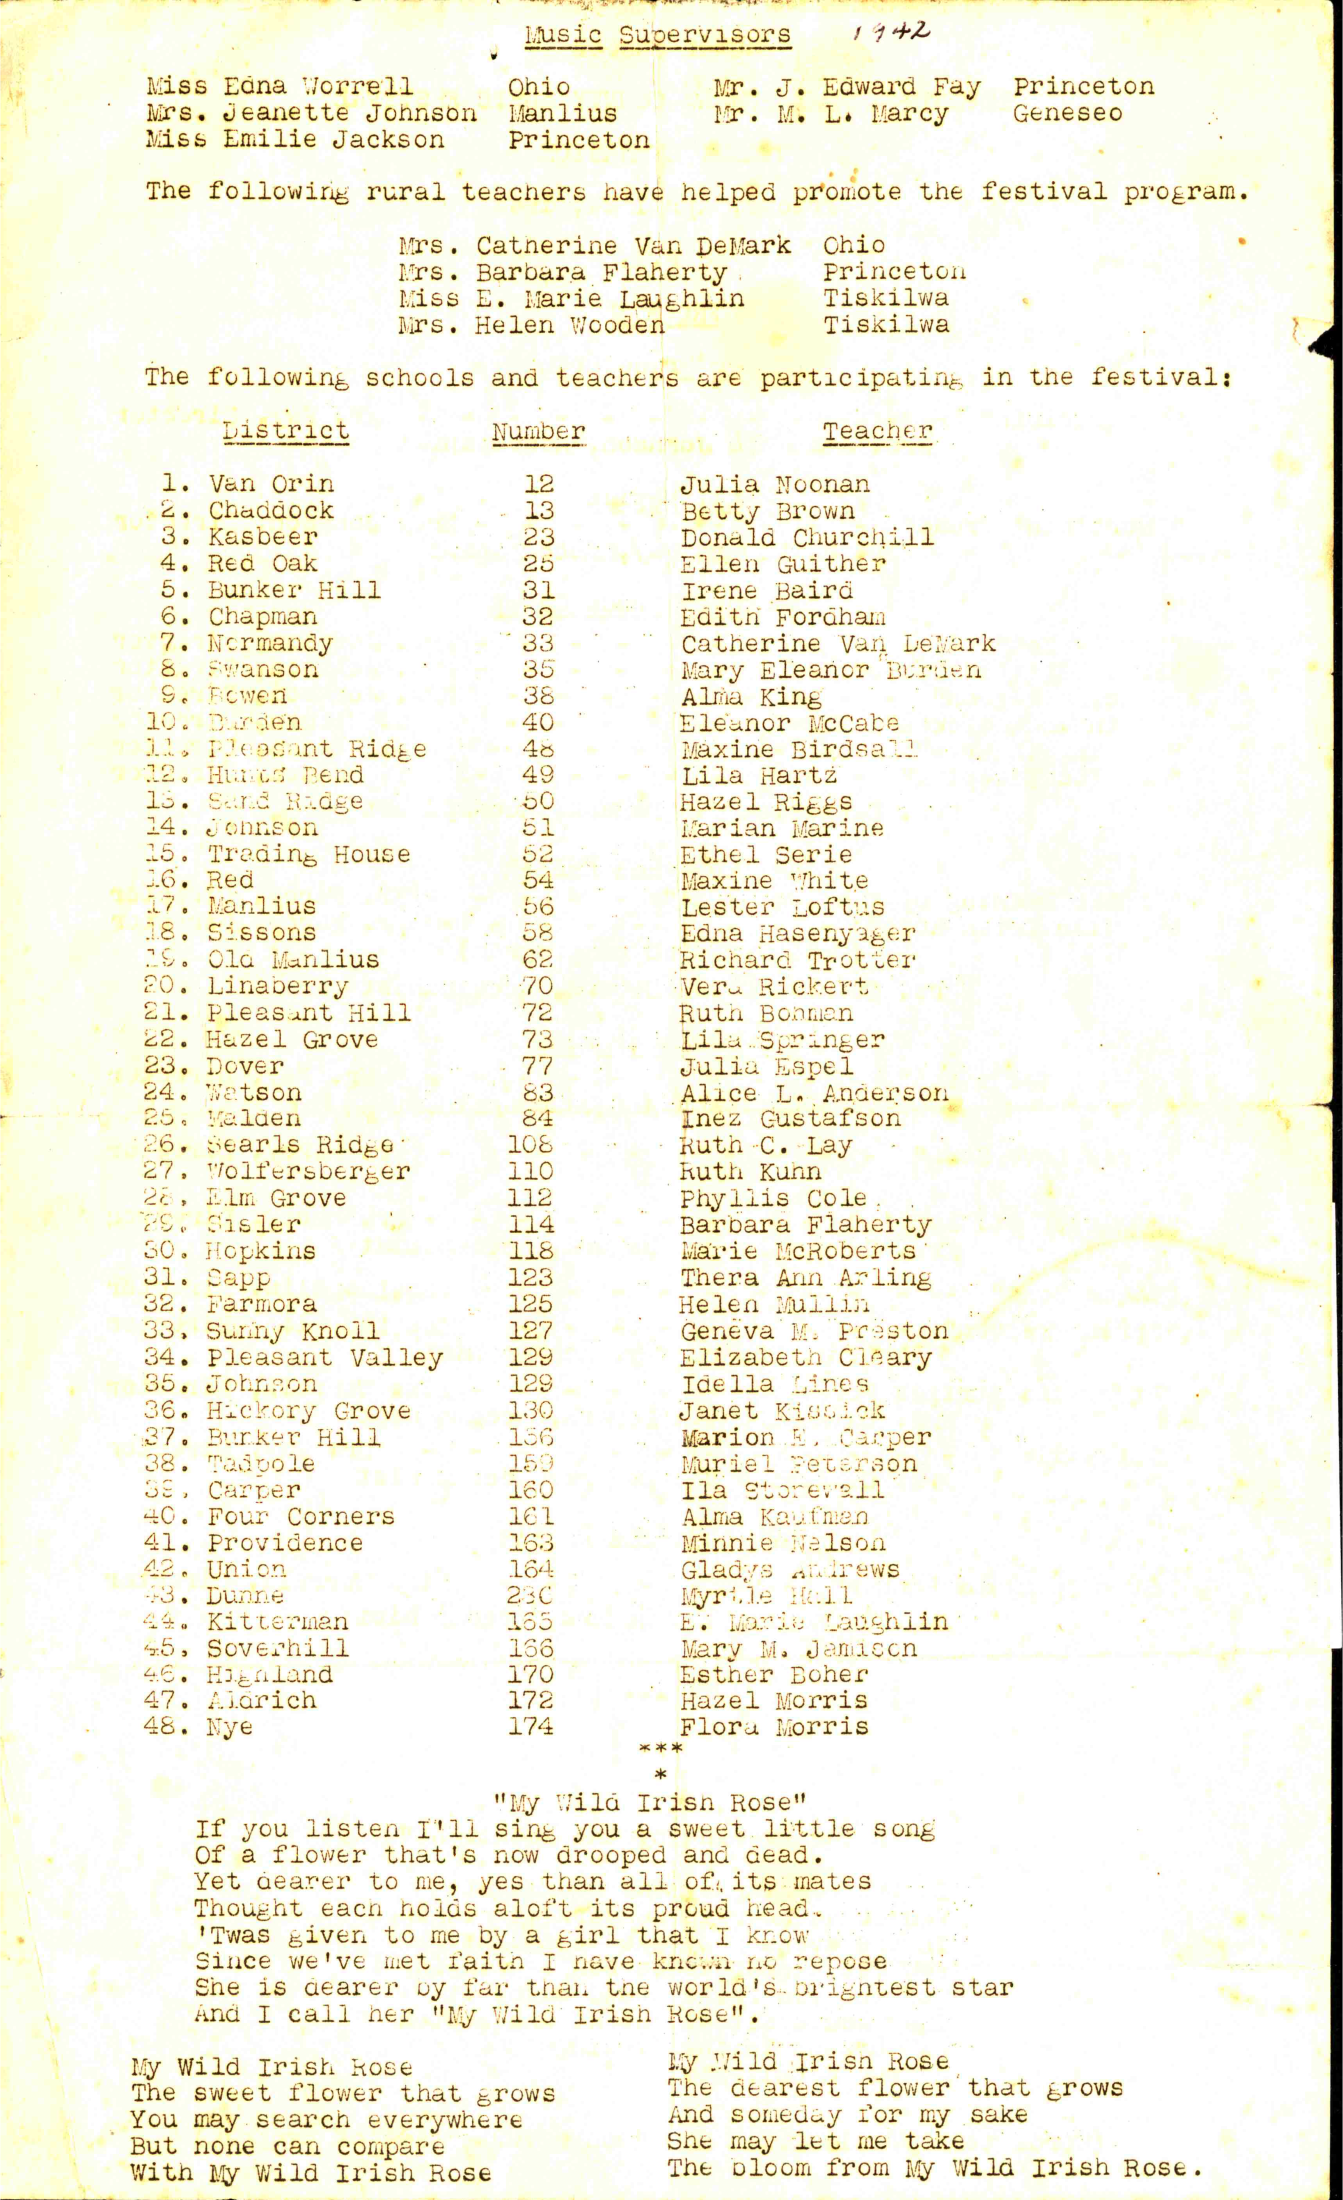 Music Supervisors 1942
Miss Edna Worrell Ohio Mr. J. Edward Fay Princeton
Mrs. Jeanette Johnson Manlius Mr. M. L. Marcy Geneseo
Miss Emilie Jackson Princeton
The following rural teachers have helped promote the festival program.
Mrs. Catherine Van DeMark Ohio
Mrs. Barbara Flaherty Princeton
Miss E. Marie Laughlin Tiskilwa
Mrs. Helen Wooden Tiskilwa
The following schools and teachers are participating in the festival:
District Number Teacher
1. Van Orin 12 Julia Noonan
2. Chaddock 13 Betty Brown
3. Kasbeer 23 Donald Churchill
4. Red Oak 25 Ellen Guither
5. Bunker Hill 31 Irene Baird
6. Chapman 32 Edith Fordham
7. Normandy 33 Catherine Van DeMark
8. Swanson 35 Mary Eleanor Burden
9. Bowen 38 Alma King
10. Burden 40 Eleanor McCabe
11. Pleasant Ridge 48 Maxine Birdsall
12. Hunts Bend 49 Lila Hartz
13. Sand Ridge 50 Hazel Riggs
14. Johnson 51 Marian Marine
15. Trading House 52 Ethel Serie
16. Red 54 Maxine White
17. Manlius 56 Lester Loftus
18. Sissons 58 Edna Hasenyager
19. Old Manlius 62 Richard Trotter
20. Linaberry 70 Vera Rickert
21. Pleasant Hill 72 Ruth Bohman
22. Hazel Grove 73 Lila Springer
23. Dover 77 Julia Espel
24. Watson 83 Alice L. Anderson
25. Malden 84 Inez Gustafson
26. Searls Ridge 108 Ruth C. Lay
27. Wolfersberger 110 Ruth Kuhn
28. Elm Grove 112 Phyllis Cole
29. Sisler 114 Barbara Flaherty
30. Hopkins 118 Marie McRoberts
31. Sapp 123 Thera Ann Arling
32. Farmora 125 Helen Mullin
33. Sunny Knoll 127 Geneva M. Preston
34. Pleasant Valley 129 Elizabeth Cleary
35. Johnson 129 Idella Lines
36. Hickory Grove 130 Janet Kissick
37. Bunker Hill 156 Marion E. Carper
38. Tadpole 159 Muriel Peterson
39. Carper 160 Ila Storevall
40. Four Corners 161 Alma Kaufman
41. Providence 163 Minnie Nelson
42. Union 164 Gladys Andrews
43. Dunne 230 Myrtle Hall
44. Kitterman 165 E. Marie Laughlin
45. Soverhill 166 Mary M. Jamison
46. Highland 170 Esther Boher
47. Aldrich 172 Hazel Morris
48. Nye 174 Flora Morris
***
*
"My Wild Irish Rose"
If you listen I'll sing you a sweet little song
Of a flower that's now drooped and dead.
Yet dearer to me, yes than all of its mates
Thought each holds aloft its proud head.
'Twas given to me by a girl that I know
Since we've met faith I have known no repose
She is dearer by far than the world's brightest star
And I call her "My Wild Irish Rose".
My Wild Irish Rose
The sweet flower that grows
You may search everywhere
But none can compare
With My Wild Irish Rose
My Wild Irish Rose
The dearest flower that grows
And someday for my sake
She may let me take
The bloom from My Wild Irish Rose.